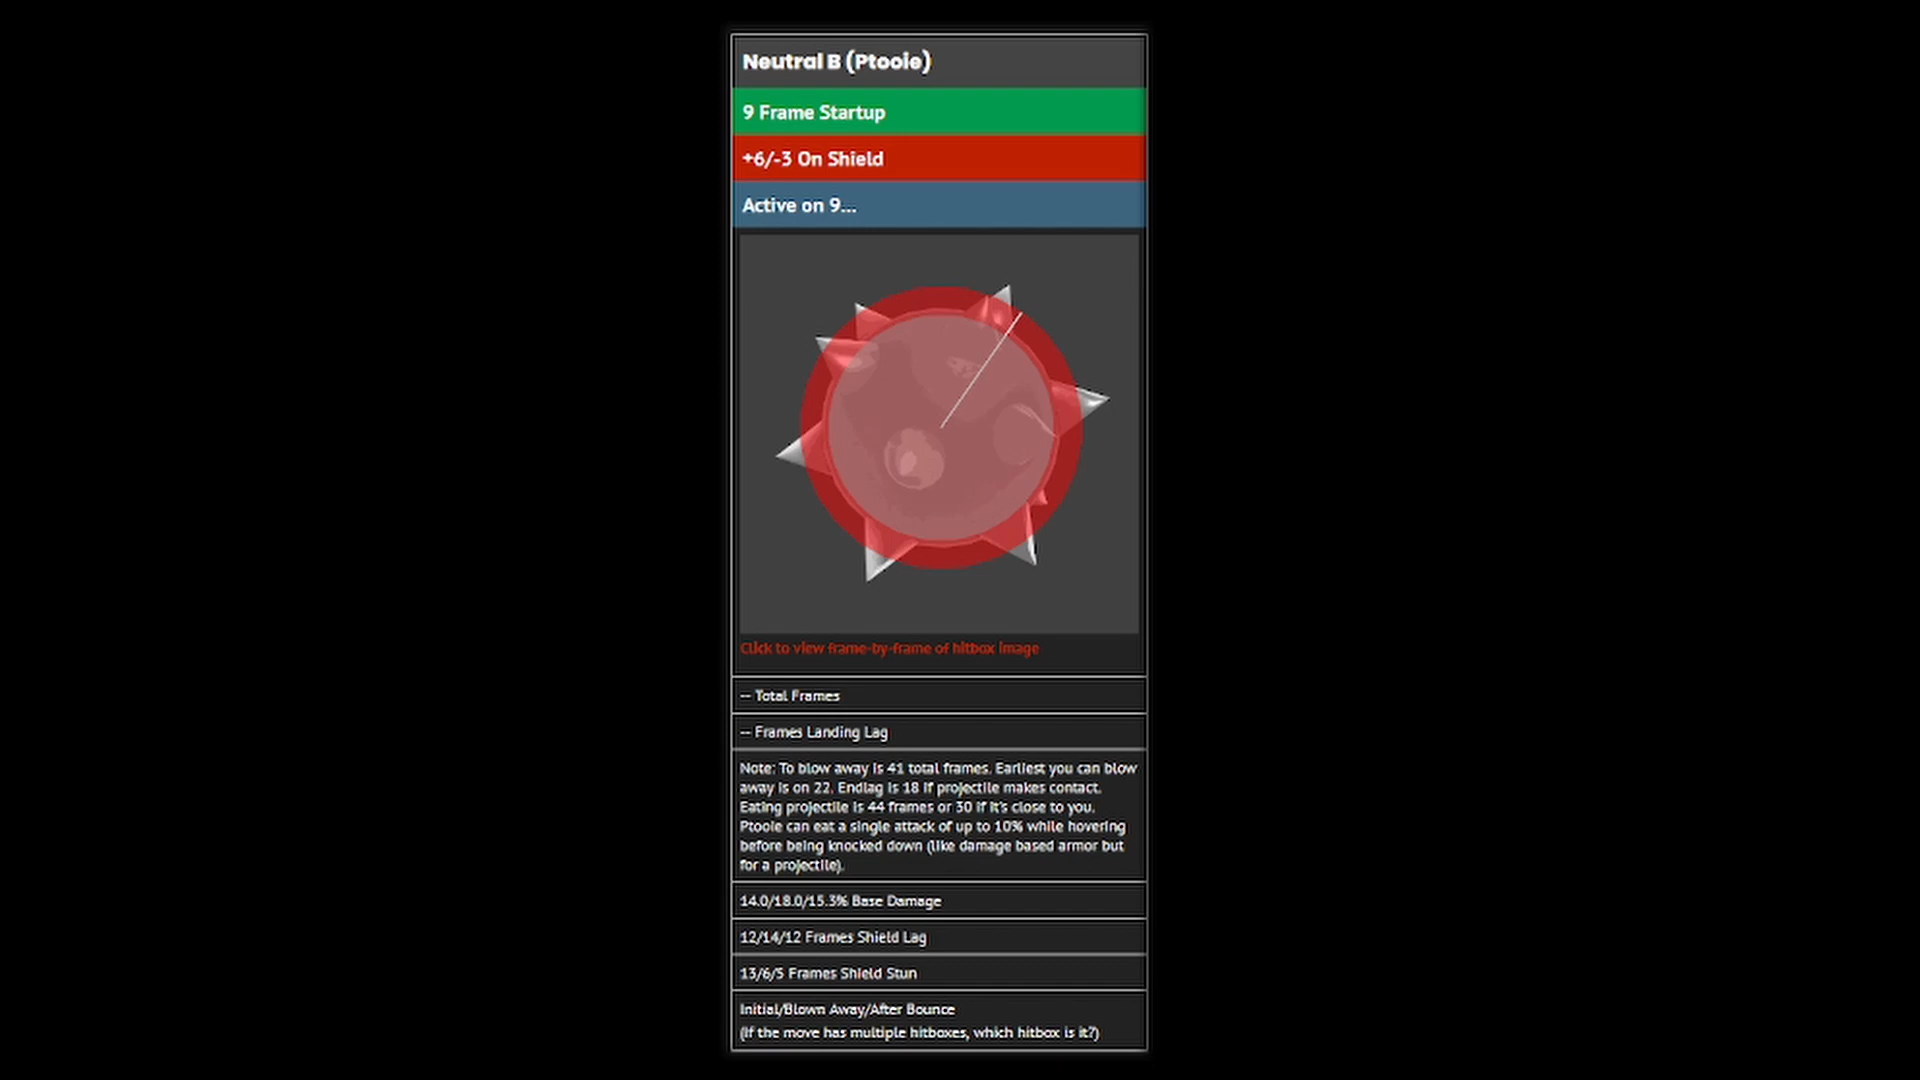 Neutral B (Ptooie)
9 Frame Startup
+6/-3 On Shield
Active on 9...
Click to view frame-by-frame of hitbox image
-- Total Frames
-- Frames Landing Lag
Note: To blow away is 41 total frames. Earliest you can blow
away is on 22. Endlag is 18 if projectile makes contact.
Eating projectile is 44 frames or 30 if it's close to you.
Ptooie can eat a single attack of up to 10% while hovering
before being knocked down (like damage based armor but
for a projectile).
14.0/18.0/15.3% Base Damage
12/14/12 Frames Shield Lag
13/6/5 Frames Shield Stun
Initial/Blown Away/After Bounce
(If the move has multiple hitboxes, which hitbox is it?)